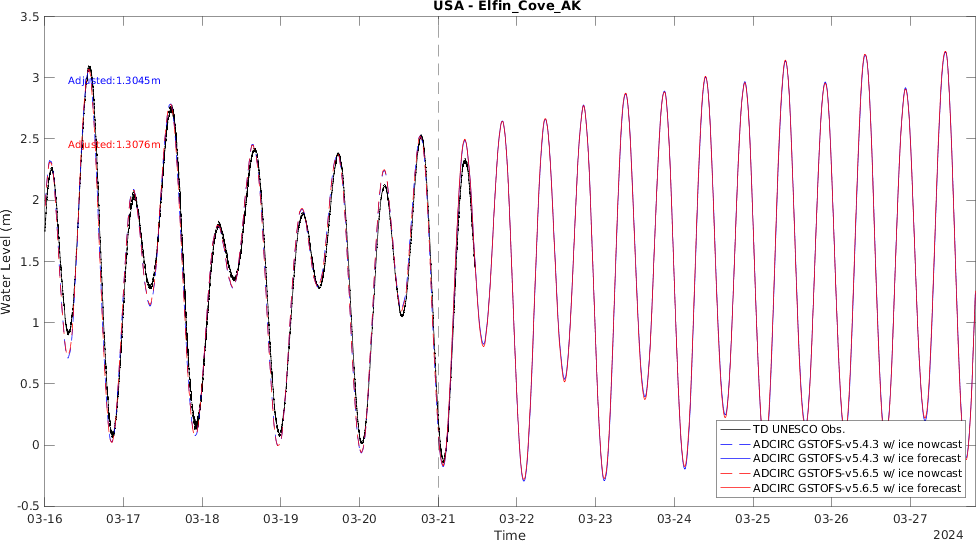 USA - Elfin_Cove_AK
3.5
3
2.5
2
1.5
1
0.5
0
-0.5
Water Level (m)
Adjusted:1.3045m
Adjusted:1.3076m
TD UNESCO Obs.
ADCIRC GSTOFS-v5.4.3 w/ ice nowcast
ADCIRC GSTOFS-v5.4.3 w/ ice forecast
ADCIRC GSTOFS-v5.6.5 w/ ice nowcast
ADCIRC GSTOFS-v5.6.5 w/ ice forecast
03-16 03-17 03-18 03-19 03-20 03-21 03-22 03-23 03-24 03-25 03-26 03-27
Time
2024